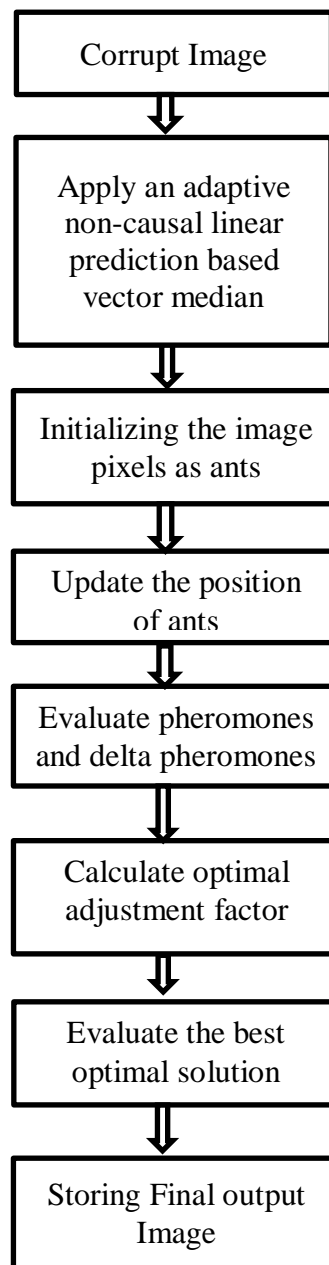 Corrupt Image
Apply an adaptive
non-causal linear
prediction based
vector median
Initializing the image
pixels as ants
Update the position
of ants
Evaluate pheromones
and delta pheromones
Calculate optimal
adjustment factor
Evaluate the best
optimal solution
Storing Final output
Image